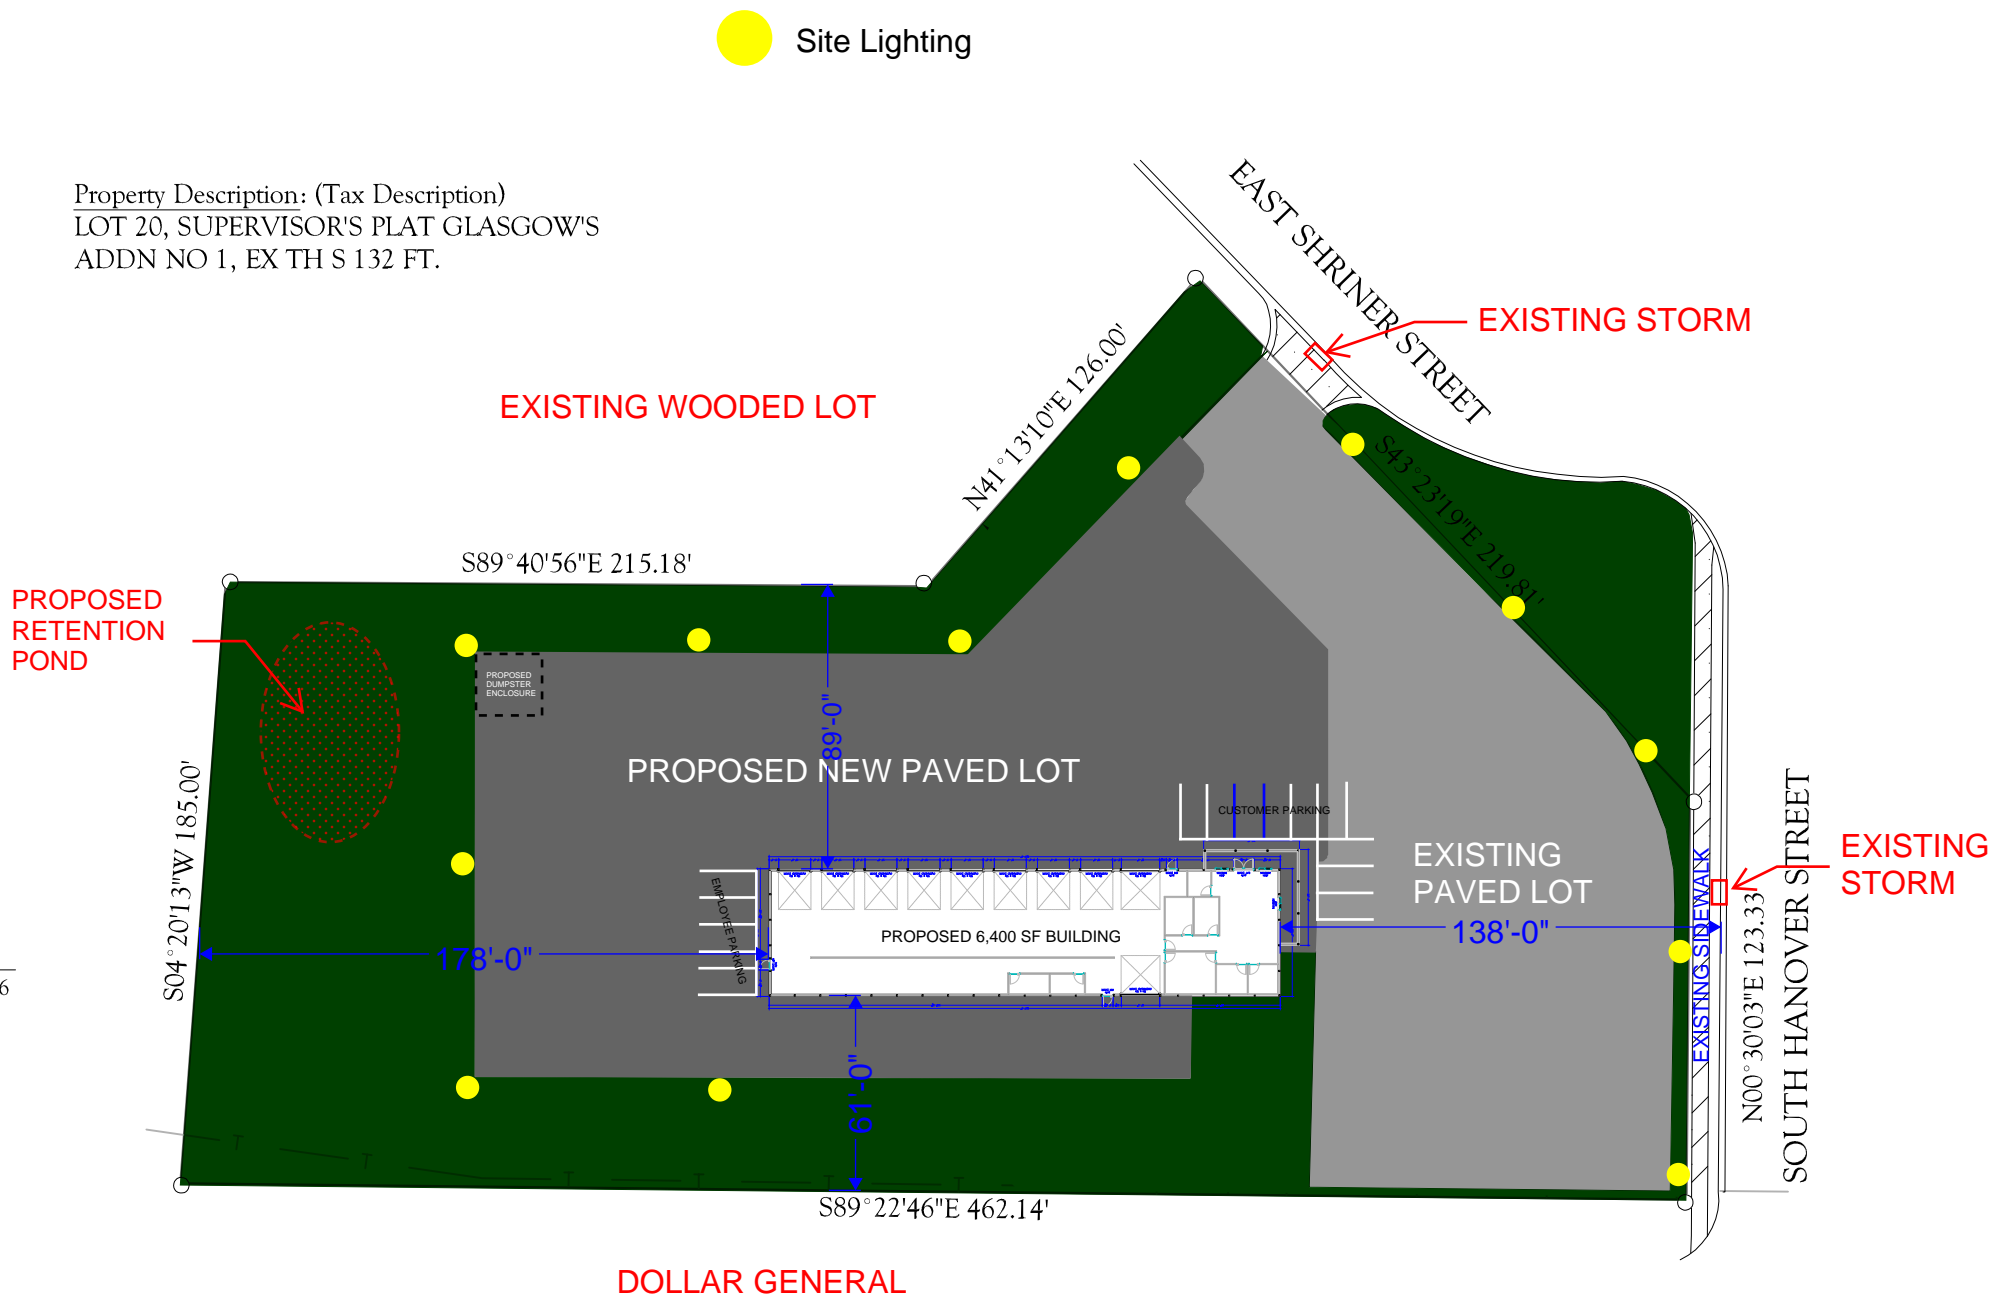 Site Lighting
Property Description: (Tax Description)
LOT 20, SUPERVISOR'S PLAT GLASGOW'S
ADDN NO 1, EX TH S 132 FT.
EAST SHRINER STREET
EXISTING STORM
EXISTING WOODED LOT
N41°13'10"E 126.00'
S43°23'19"E 219.81'
S89°40'56"E 215.18'
PROPOSED
RETENTION
POND
PROPOSED
DUMPSTER
ENCLOSURE
89'-0"
PROPOSED NEW PAVED LOT
CUSTOMER PARKING
S04°20'13"W 185.00'
EMPLOYEE PARKING
PROPOSED 6,400 SF BUILDING
EXISTING
PAVED LOT
EXISTING
STORM
178'-0"
138'-0"
EXISTING SIDEWALK
N00°30'03"E 123.33'
SOUTH HANOVER STREET
6
61'-0"
T T T T T T T
S89°22'46"E 462.14'
DOLLAR GENERAL